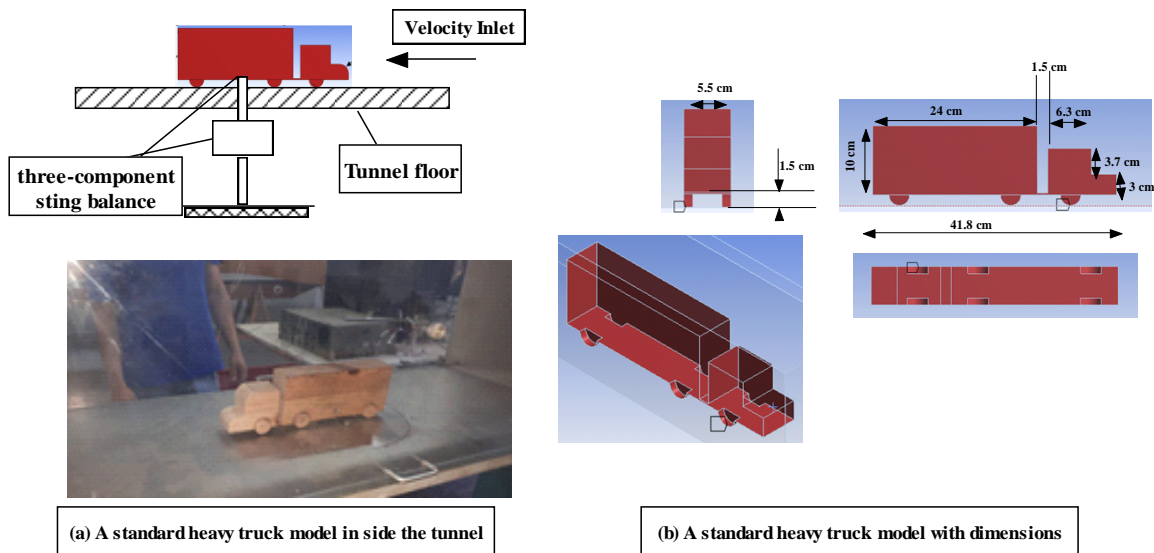 Velocity Inlet
Tunnel floor
three-component
sting balance
(a) A standard heavy truck model in side the tunnel
5.5 cm
1.5 cm
1.5 cm
24 cm
6.3 cm
10 cm
3.7 cm
3 cm
41.8 cm
(b) A standard heavy truck model with dimensions